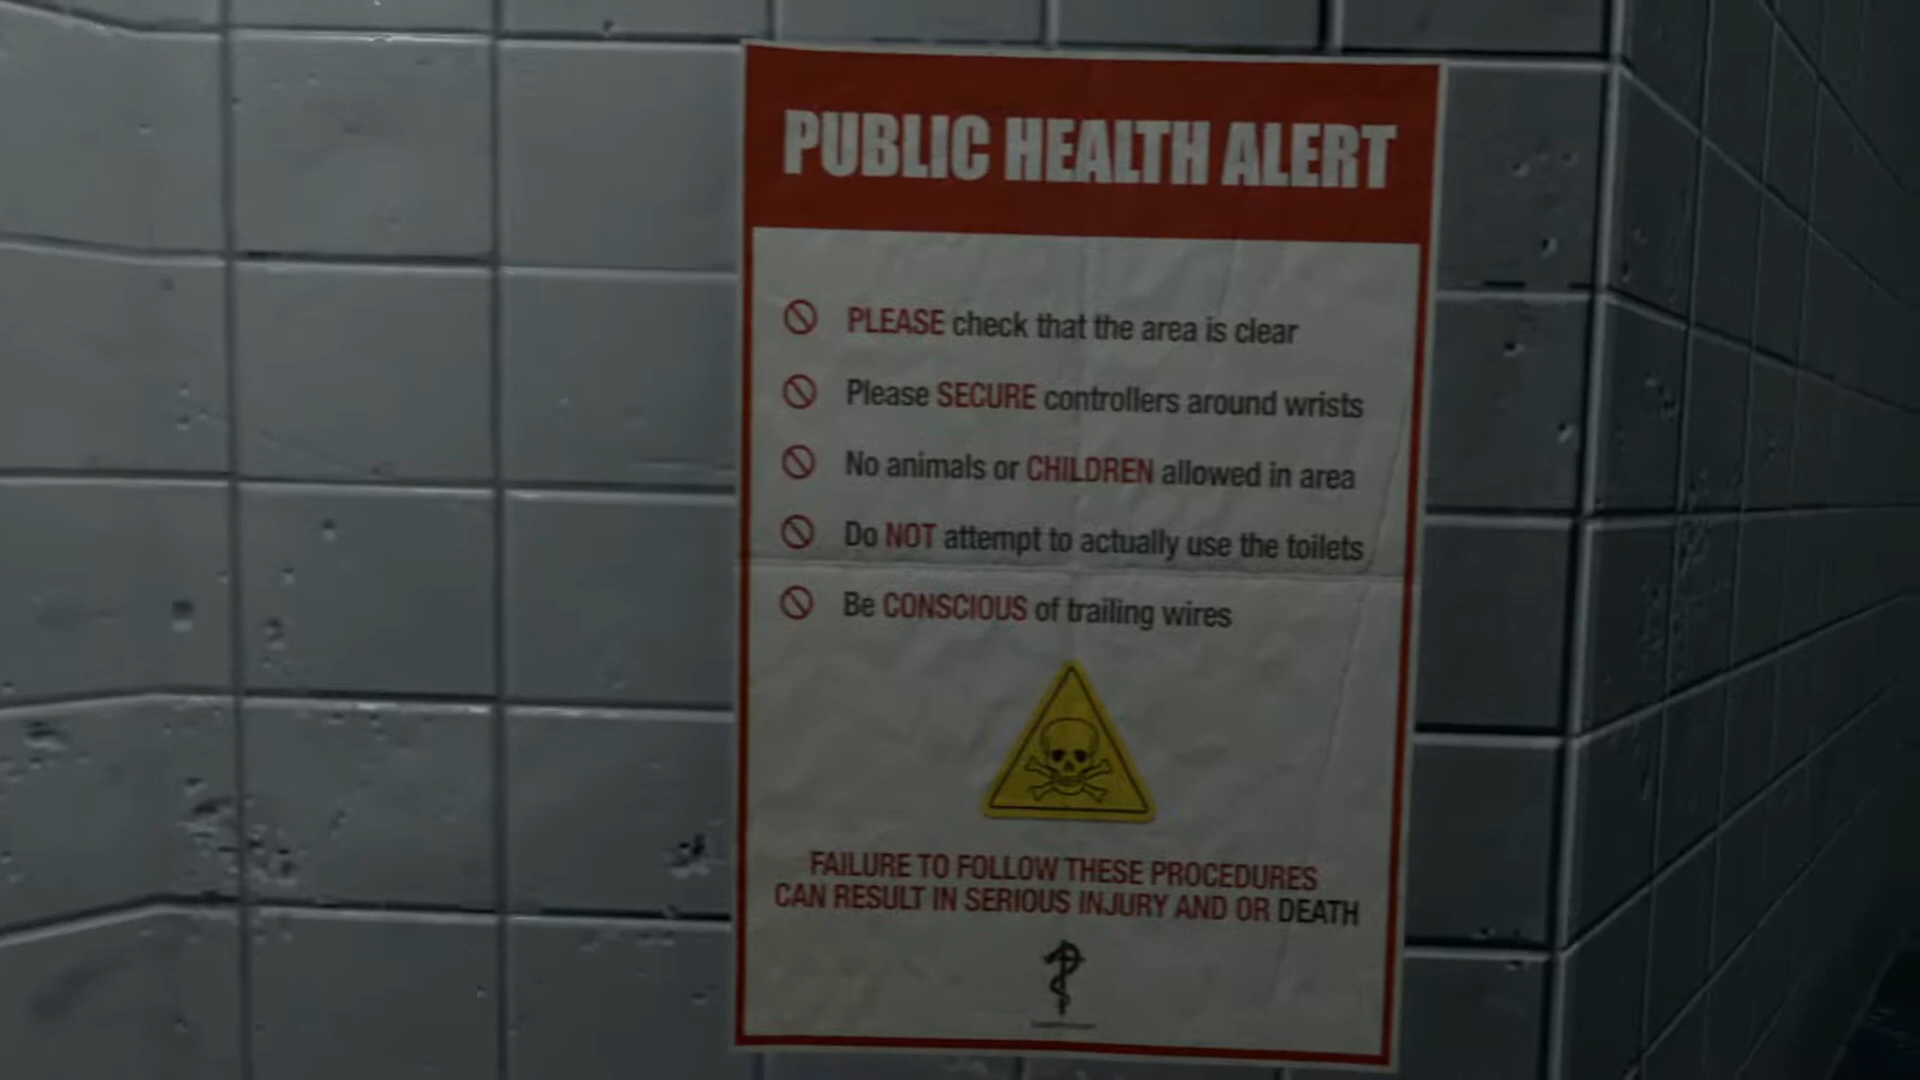 PUBLIC HEALTH ALERT
PLEASE check that the area is clear
Please SECURE controllers around wrists
No animals or CHILDREN allowed in area
Do NOT attempt to actually use the toilets
Be CONSCIOUS of trailing wires
FAILURE TO FOLLOW THESE PROCEDURES
CAN RESULT IN SERIOUS INJURY AND OR DEATH